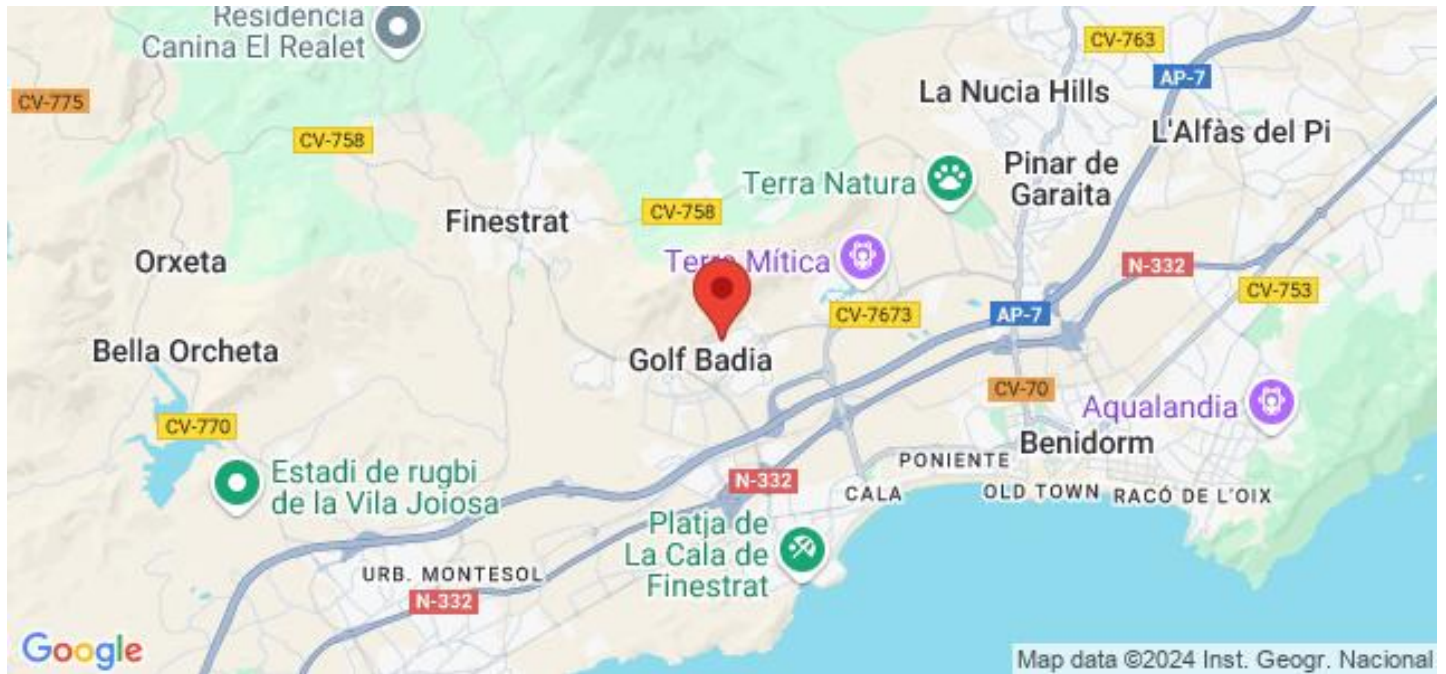 Residencia
Canina El Realet
CV-763
AP-7
La Nucia Hills
CV-775
CV-758
L'Alfàs del Pi
Pinar de
Garaita
Terra Natura
CV-758
Finestrat
Orxeta
Terra Mítica
N-332
CV-753
CV-7673
AP-7
Bella Orcheta
Golf Badia
CV-70
Aqualandia
CV-770
Benidorm
PONIENTE
Estadi de rugbi
de la Vila Joiosa
N-332
CALA
OLD TOWN
RACÓ DE L'OIX
Platja de
La Cala de
Finestrat
URB. MONTESOL
N-332
Google
Map data ©2024 Inst. Geogr. Nacional